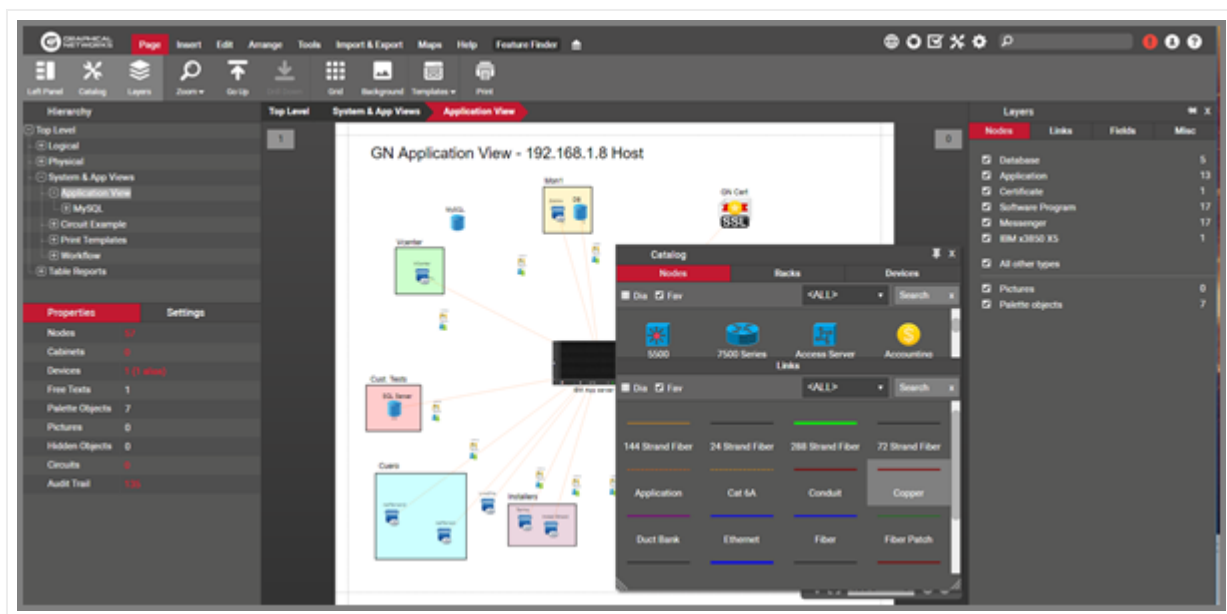 GRAPHICAL
NETWORKS
Page Insert Edit Arrange Tools Import & Export Maps Help Feature Finder
Left Panel Catalog Layers Zoom Go Up Grid Background Templates Print
Hierarchy
Top Level
Logical
Physical
System & App Views
Application View
MySQL
Circuit Example
Print Templates
Workflow
Table Reports
Properties Settings
Nodes
Cabinets
Devices
Free Texts 1
Palette Objects 7
Pictures 0
Hidden Objects 0
Circuits
Audit Trail
Top Level System & App Views Application View
1
0
GN Application View - 192.168.1.8 Host
Mon1
DB
MySQL
GN Cert
SSL
Vcenter
Cust. Tests
SQL Server
Cuero
Installers
Catalog
Nodes Racks Devices
Dia Fav <ALL> Search x
5500 7500 Series Access Server Accounting
Links
Dia Fav <ALL> Search x
144 Strand Fiber 24 Strand Fiber 288 Strand Fiber 72 Strand Fiber
Application Cat 6A Conduit Copper
Duct Bank Ethernet Fiber Fiber Patch
Layers
Nodes Links Fields Misc
Database 5
Application 13
Certificate 1
Software Program 17
Messenger 17
IBM x3850 X5 1
All other types
Pictures 0
Palette objects 7